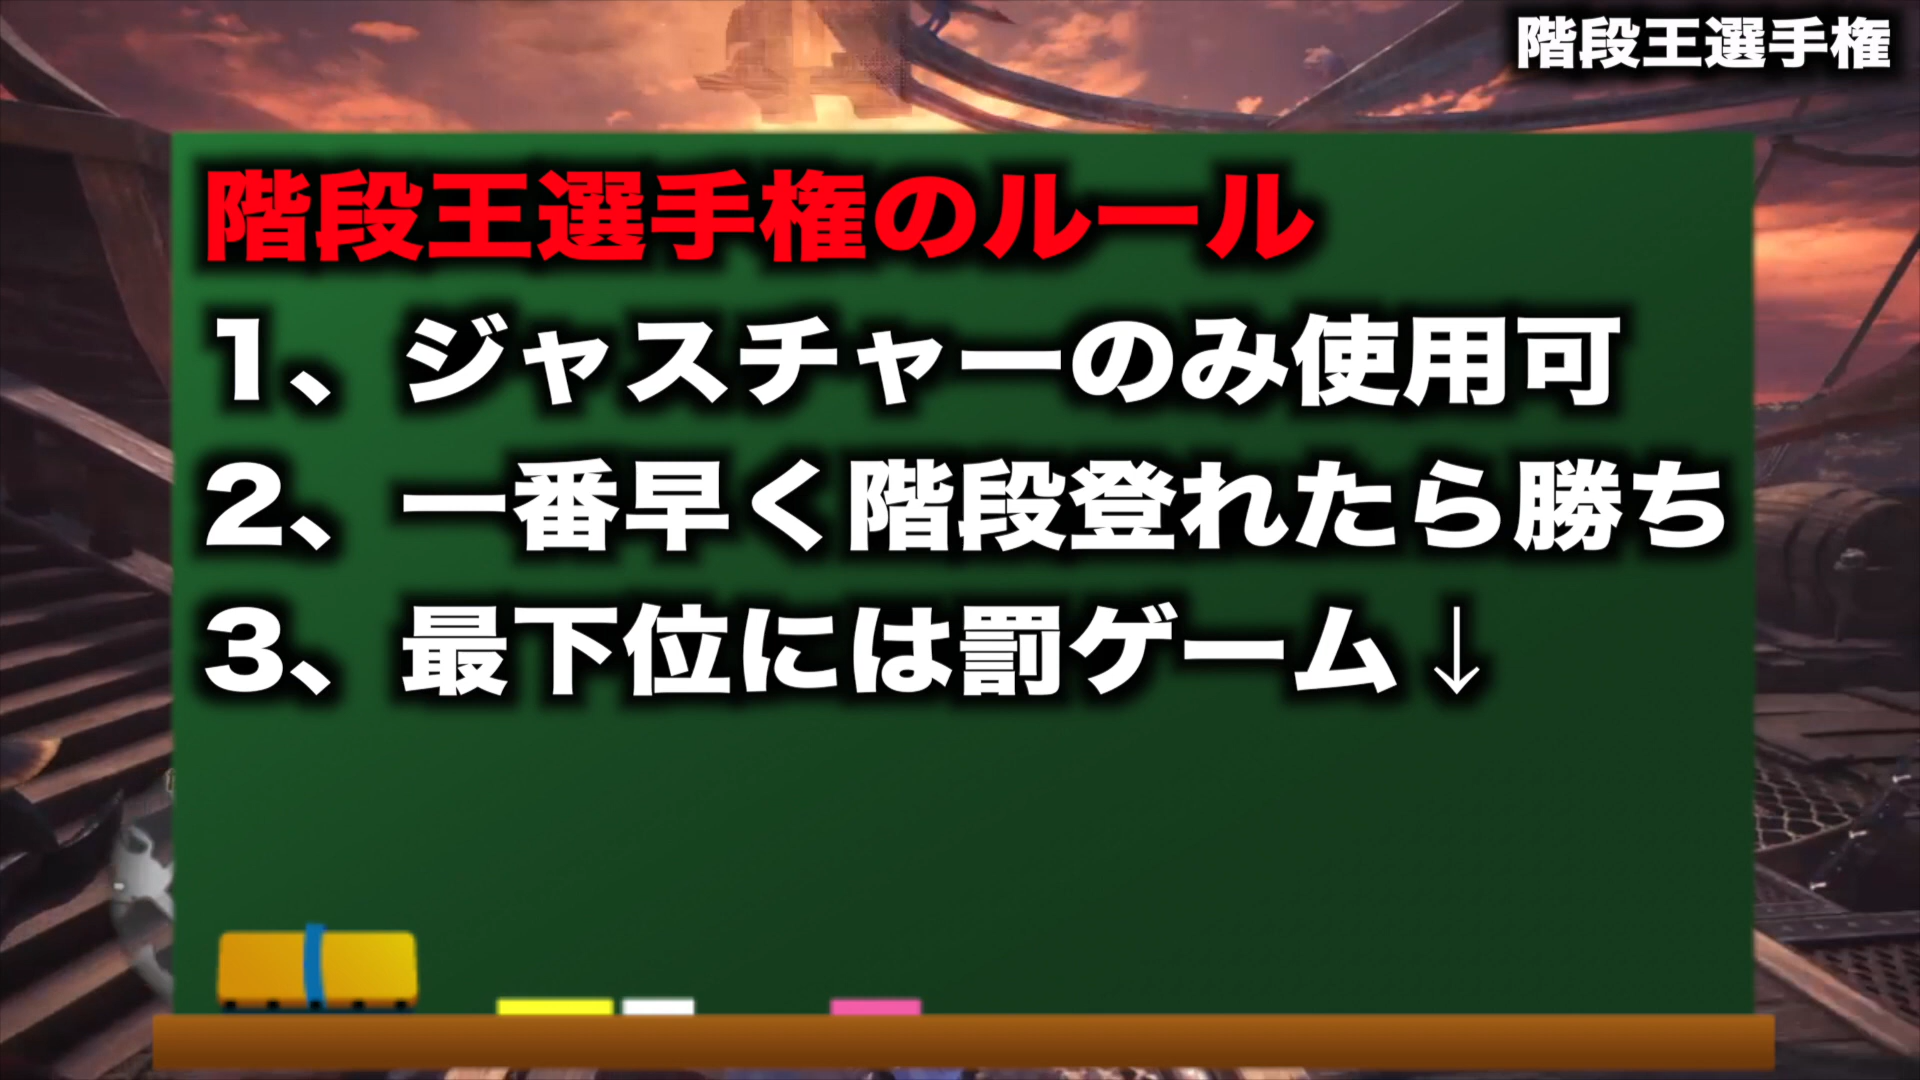 階段王選手権
階段王選手権のルール
1、ジャスチャーのみ使用可
2、一番早く階段登れたら勝ち
3、最下位には罰ゲーム↓